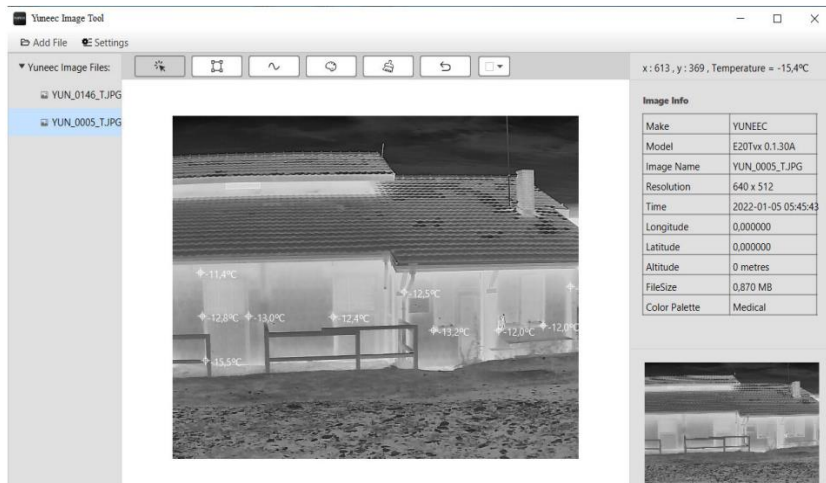 Yuneec Image Tool
Add File Settings
Yuneec Image Files:
YUN_0146_T.JPG
YUN_0005_T.JPG
x : 613 , y : 369 , Temperature = -15,4ºC
Image Info
Make YUNEEC
Model E20Tvx 0.1.30A
Image Name YUN_0005_T.JPG
Resolution 640 x 512
Time 2022-01-05 05:45:43
Longitude 0,000000
Latitude 0,000000
Altitude 0 metres
FileSize 0,870 MB
Color Palette Medical
-11,4ºC
-12,5ºC
-12,8ºC -13,0ºC -12,4ºC
-13,2ºC -12,0ºC -12,0ºC
-15,5ºC